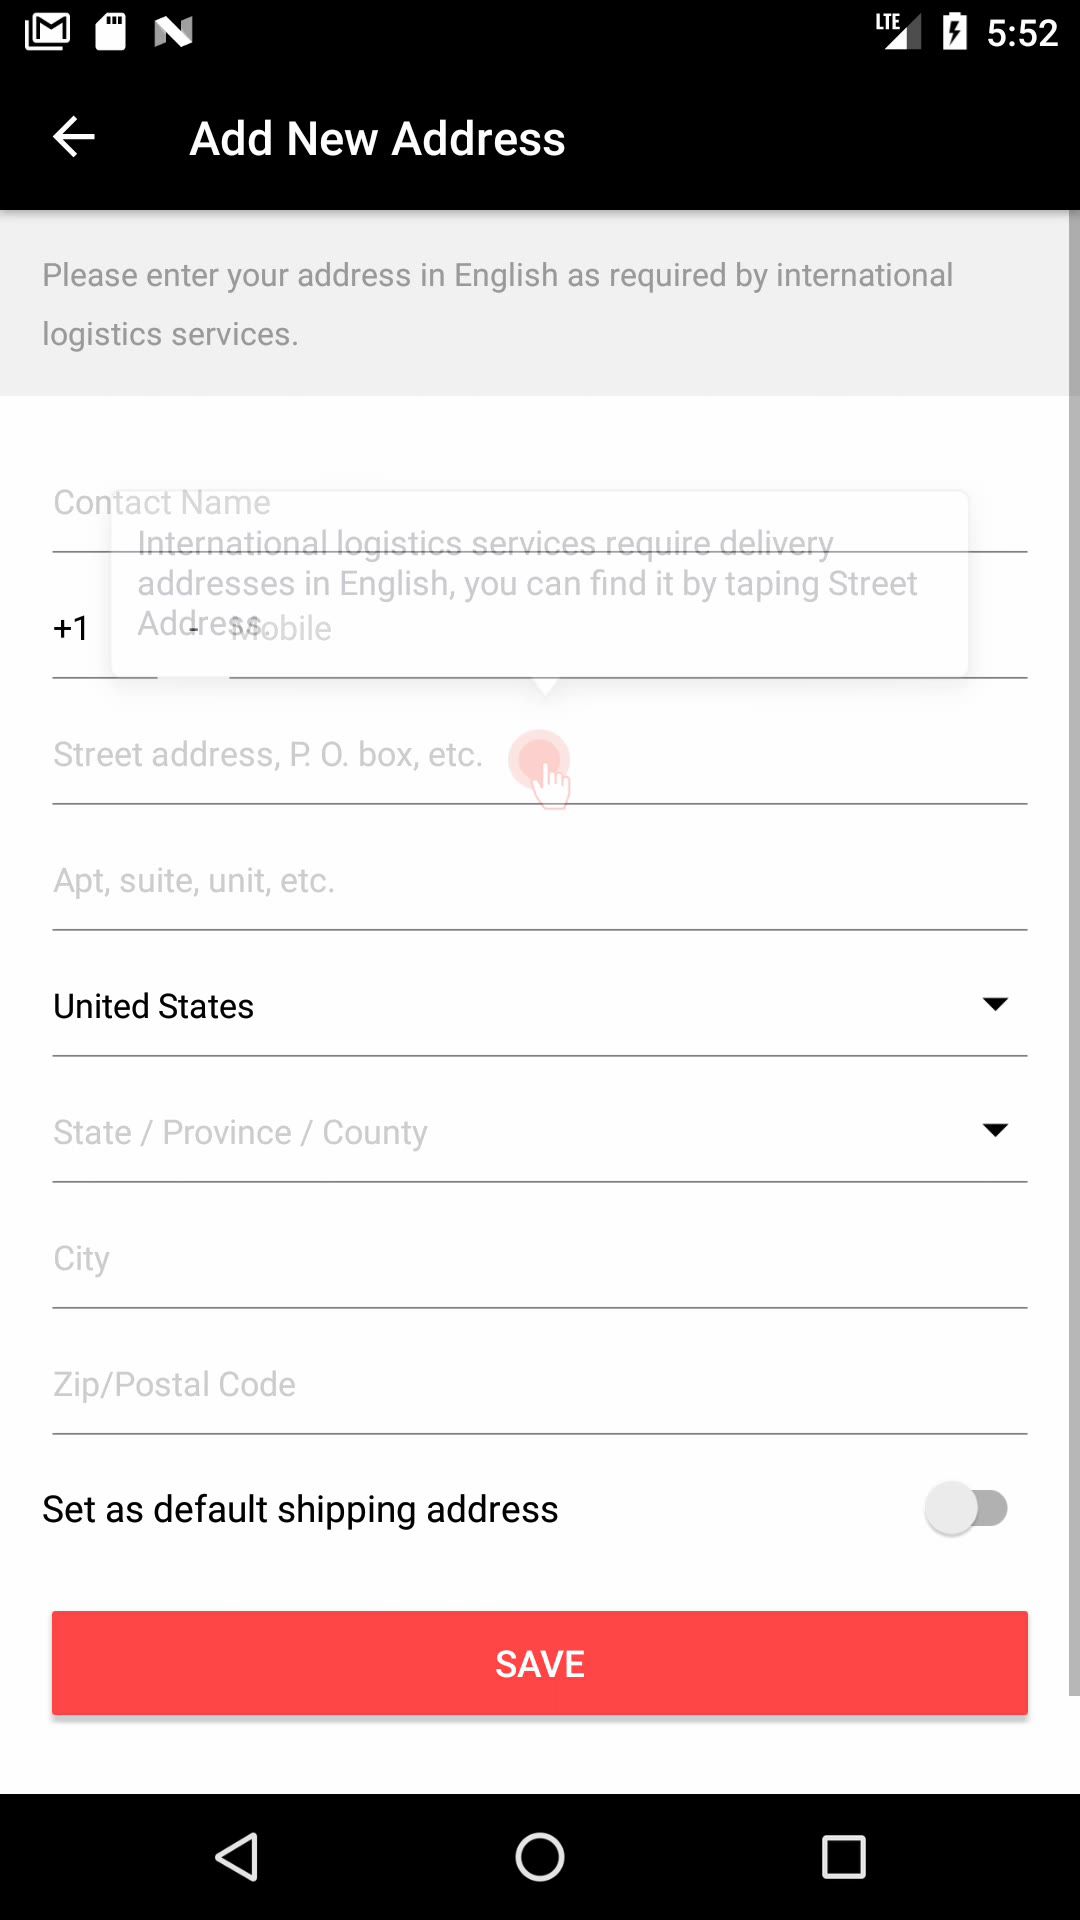 LTE 5:52
Add New Address
Please enter your address in English as required by international
logistics services.
Contact Name
International logistics services require delivery
addresses in English, you can find it by taping Street
Address.
+1 - Mobile
Street address, P. O. box, etc.
Apt, suite, unit, etc.
United States
State / Province / County
City
Zip/Postal Code
Set as default shipping address
SAVE